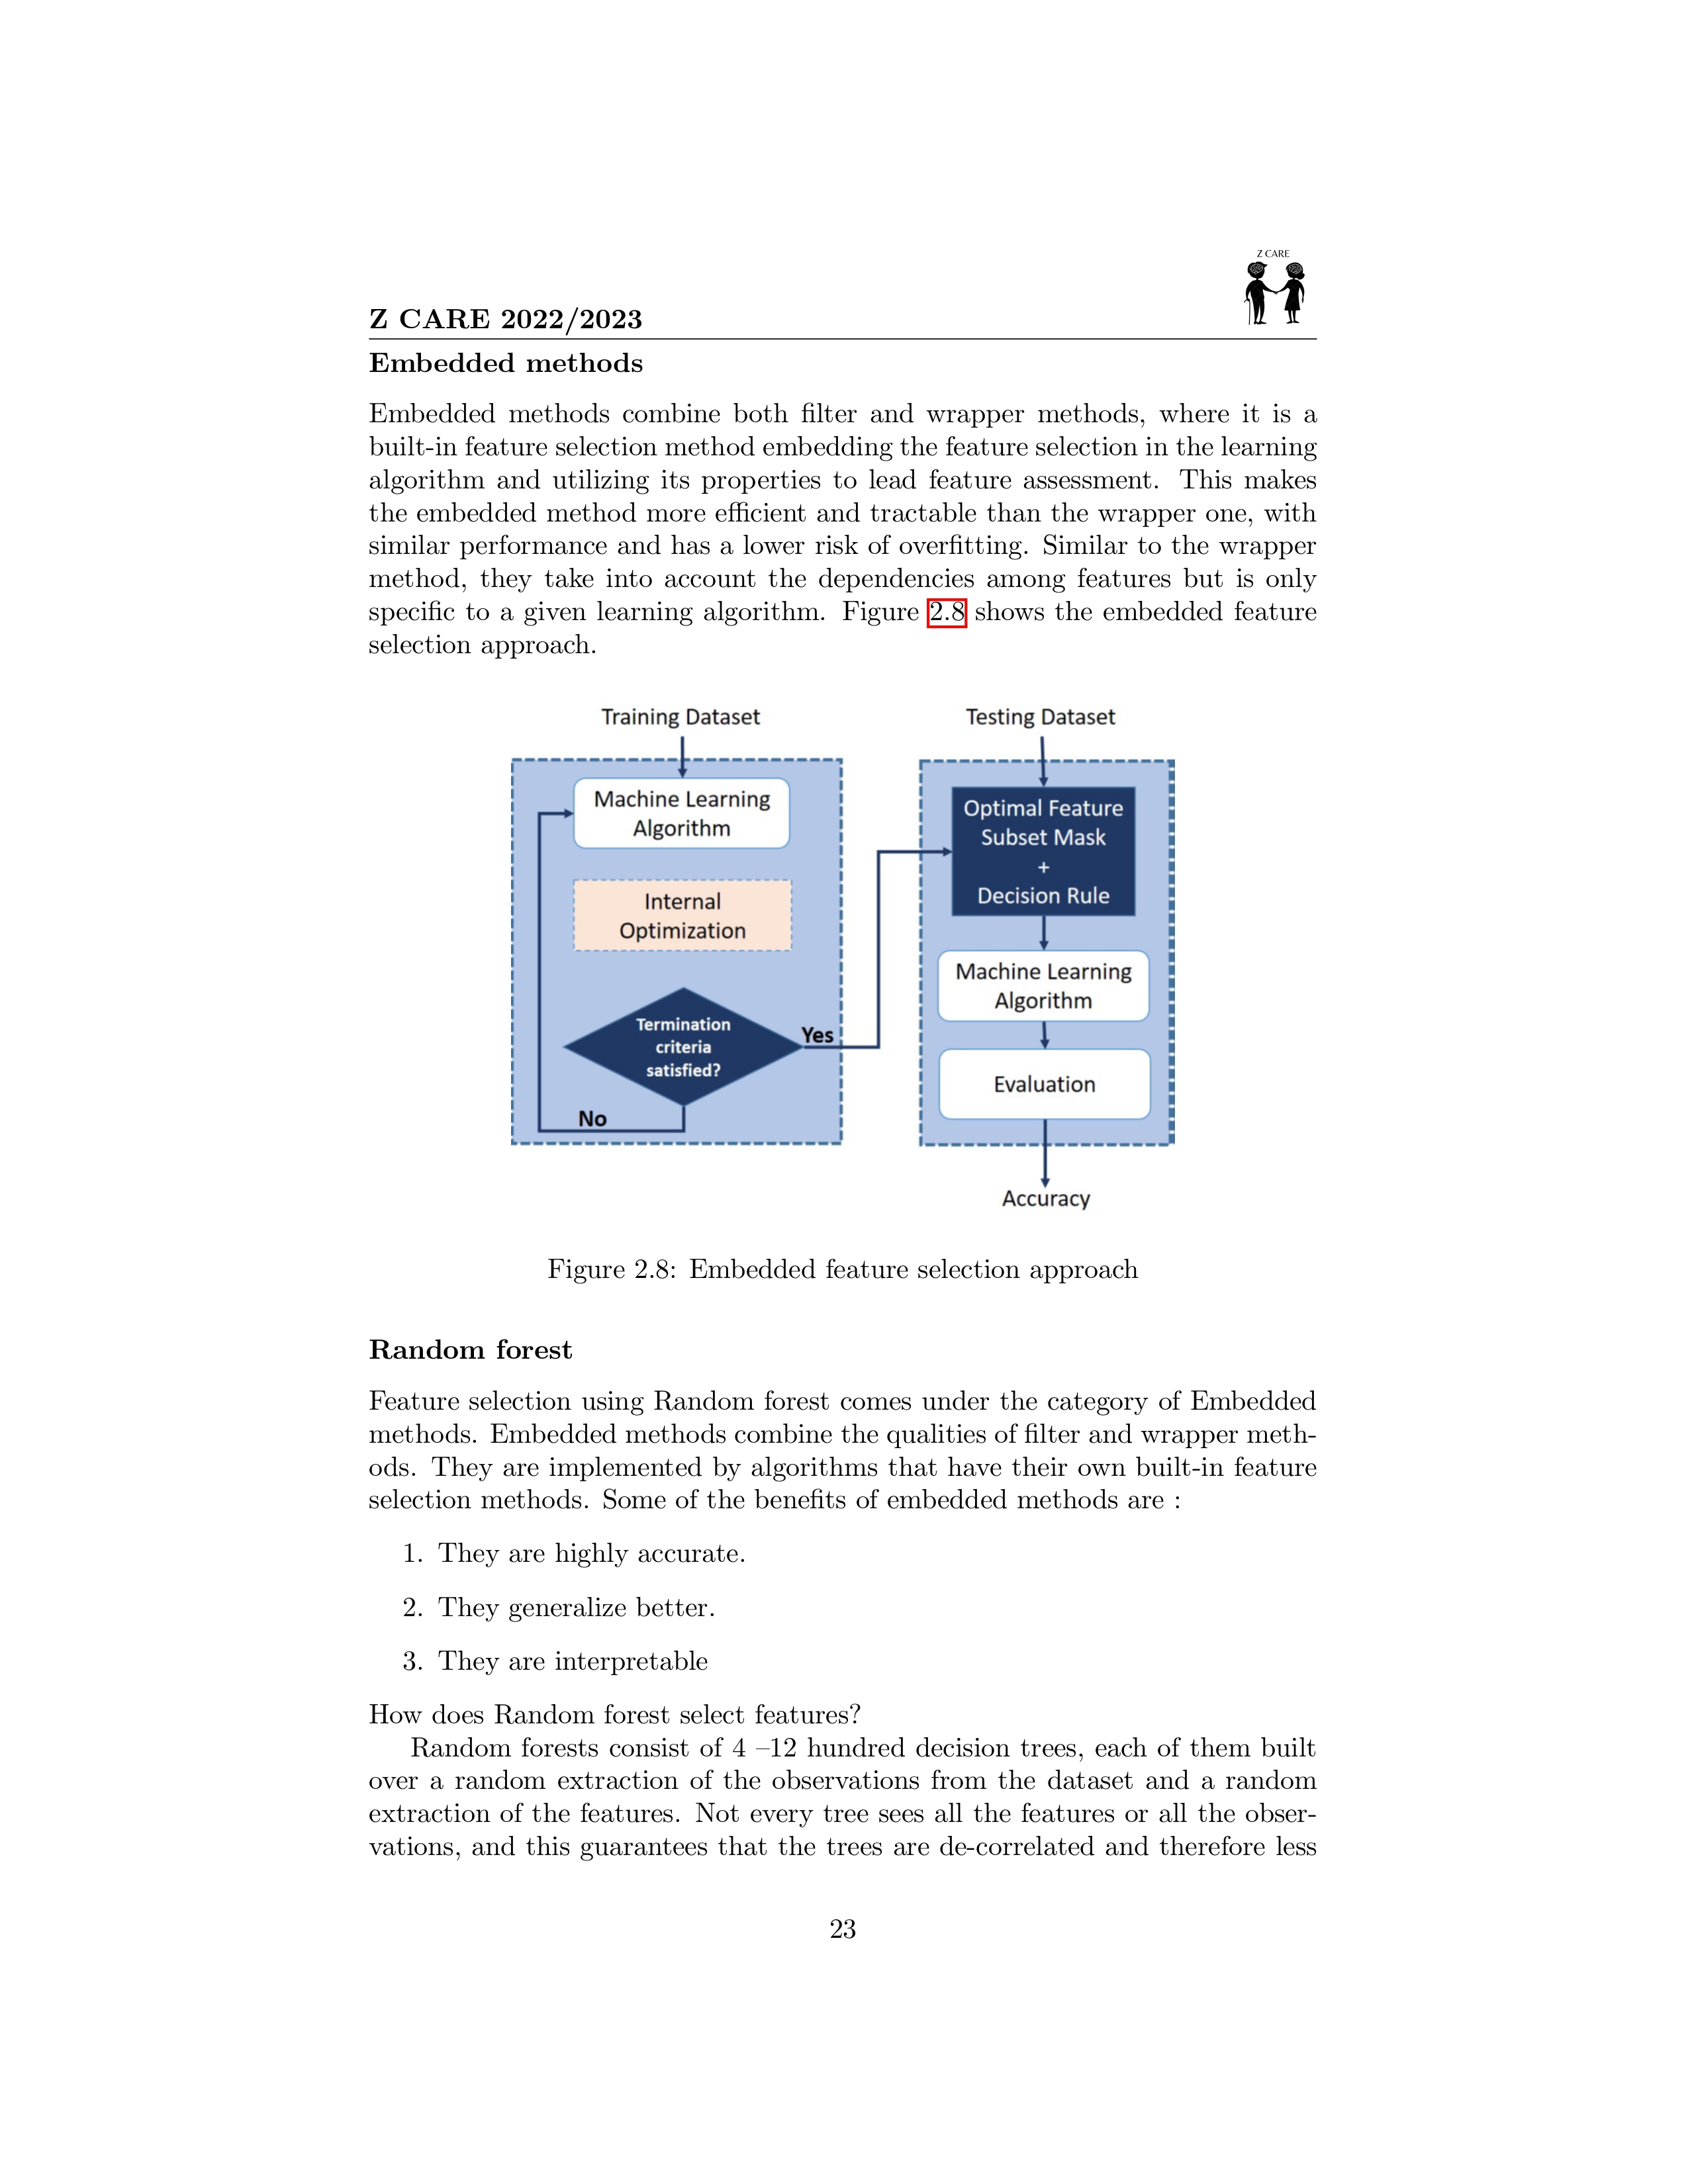 Z CARE
Z CARE 2022/2023
Embedded methods
Embedded methods combine both filter and wrapper methods, where it is a
built-in feature selection method embedding the feature selection in the learning
algorithm and utilizing its properties to lead feature assessment. This makes
the embedded method more efficient and tractable than the wrapper one, with
similar performance and has a lower risk of overfitting. Similar to the wrapper
method, they take into account the dependencies among features but is only
specific to a given learning algorithm. Figure 2.8 shows the embedded feature
selection approach.
Training Dataset
Machine Learning
Algorithm
Internal
Optimization
Termination
criteria
satisfied?
Yes
No
Testing Dataset
Optimal Feature
Subset Mask
+
Decision Rule
Machine Learning
Algorithm
Evaluation
Accuracy
Figure 2.8: Embedded feature selection approach
Random forest
Feature selection using Random forest comes under the category of Embedded
methods. Embedded methods combine the qualities of filter and wrapper meth-
ods. They are implemented by algorithms that have their own built-in feature
selection methods. Some of the benefits of embedded methods are :
1. They are highly accurate.
2. They generalize better.
3. They are interpretable
How does Random forest select features?
Random forests consist of 4 –12 hundred decision trees, each of them built
over a random extraction of the observations from the dataset and a random
extraction of the features. Not every tree sees all the features or all the obser-
vations, and this guarantees that the trees are de-correlated and therefore less
23